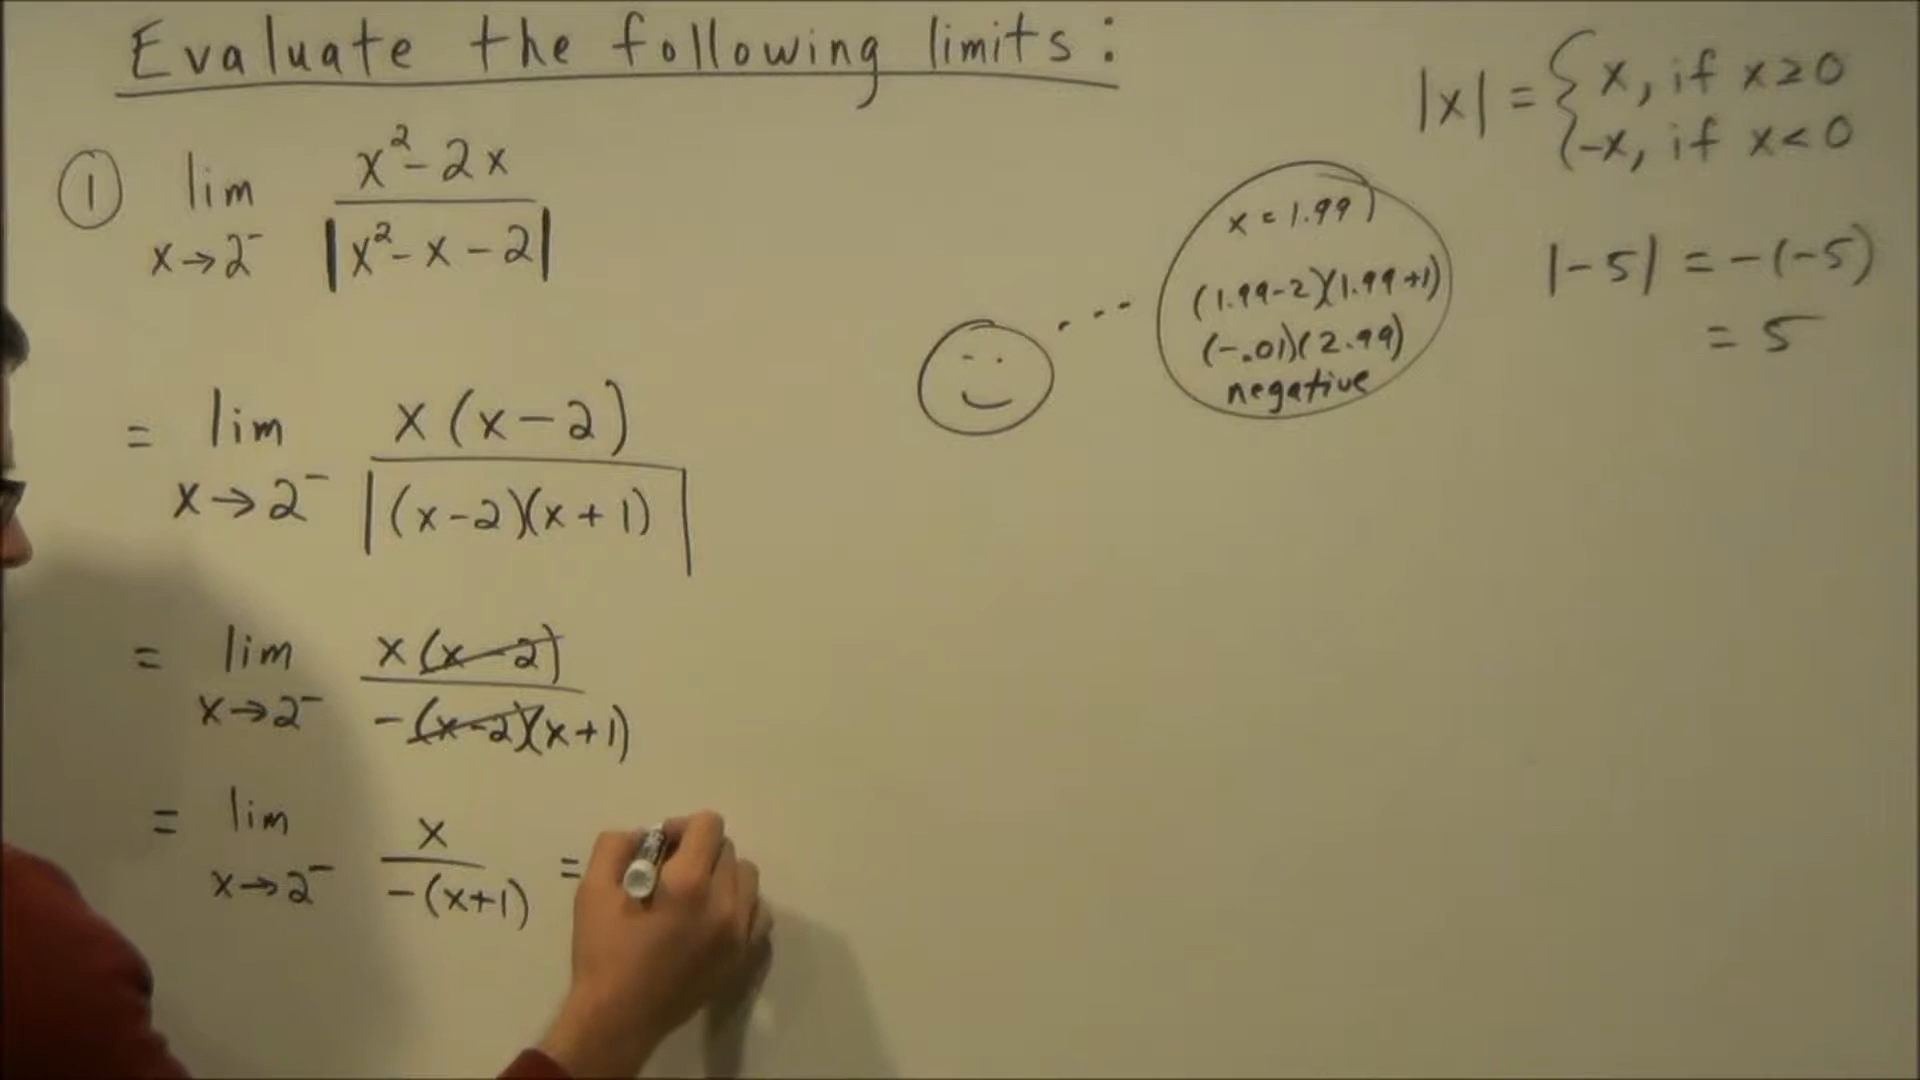 Evaluate the following limits:
① lim x→2⁻ (x² - 2x) / |x² - x - 2|
= lim x→2⁻ x(x-2) / |(x-2)(x+1)|
= lim x→2⁻ x(x-2) / -(x-2)(x+1)
= lim x→2⁻ x / -(x+1) =
x = 1.99
(1.99-2)(1.99+1)
(-.01)(2.99)
negative
|x| = { x, if x ≥ 0
-x, if x < 0
|-5| = -(-5)
= 5